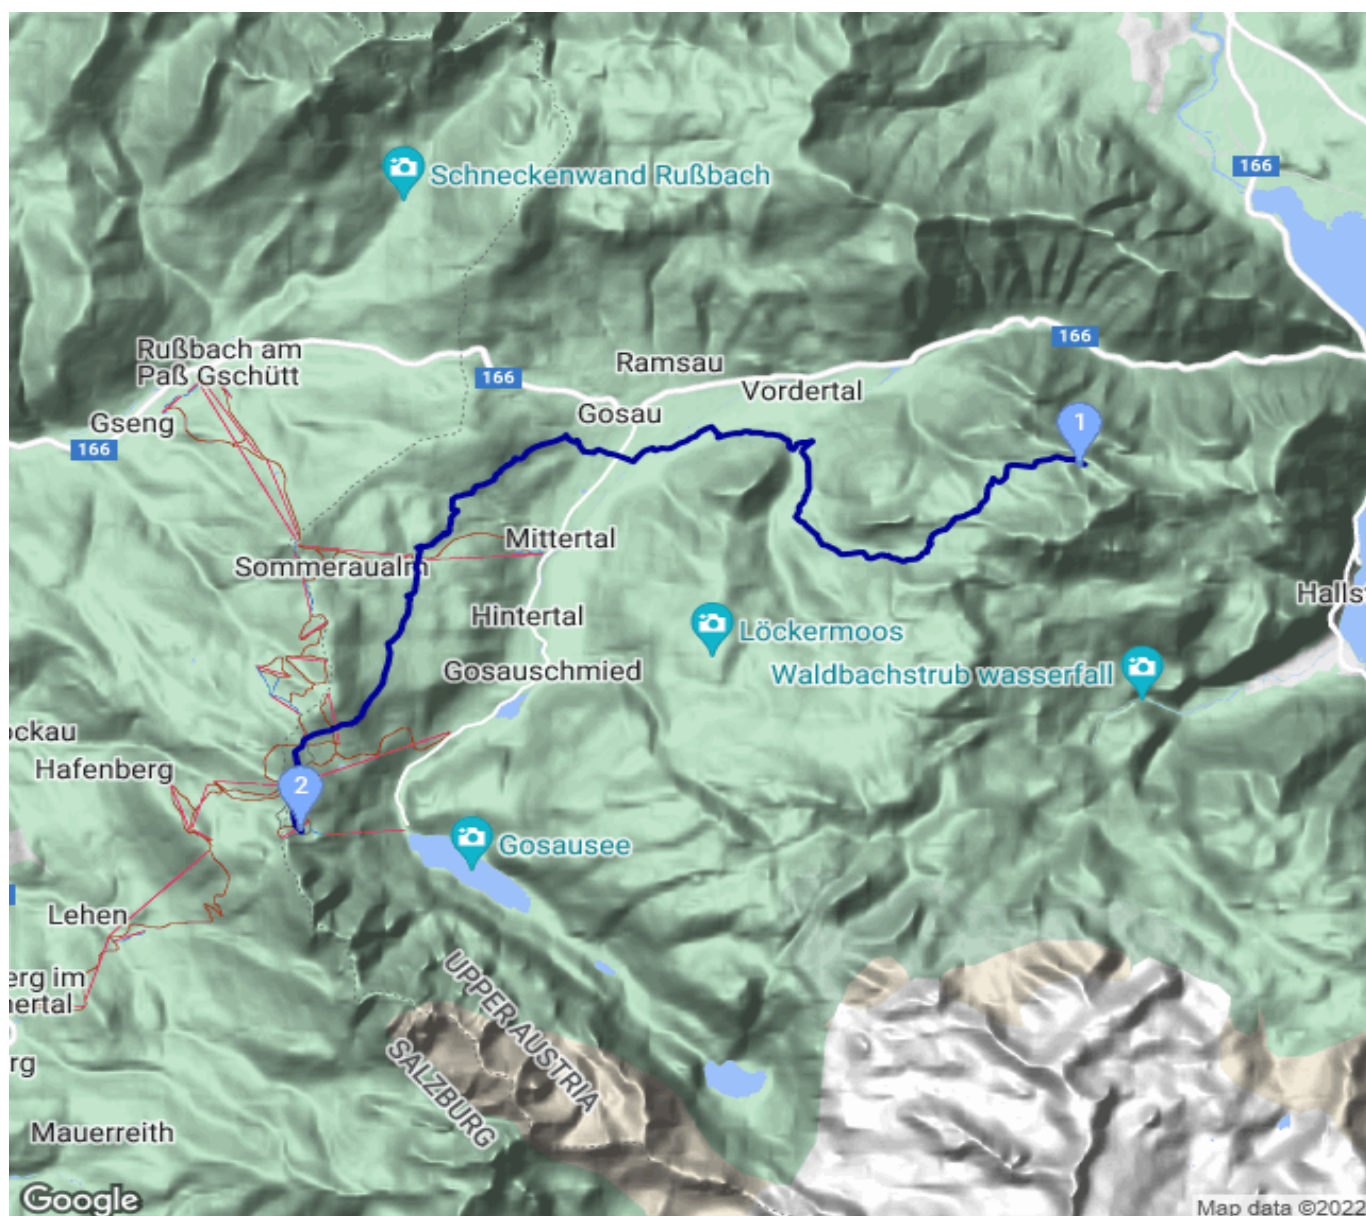 166
Schneckenwand Rußbach
166
Rußbach am
Paß Gschütt
Ramsau
166
Vordertal
Gosau
Gseng
1
166
Mittertal
Sommeraualm
Hallst
Hintertal
Löckermoos
Gosauschmied
Waldbachstrub wasserfall
ockau
Hafenberg
2
Gosausee
Lehen
erg im
nertal
UPPER AUSTRIA
SALZBURG
rg
Mauerreith
Google
Map data ©2022